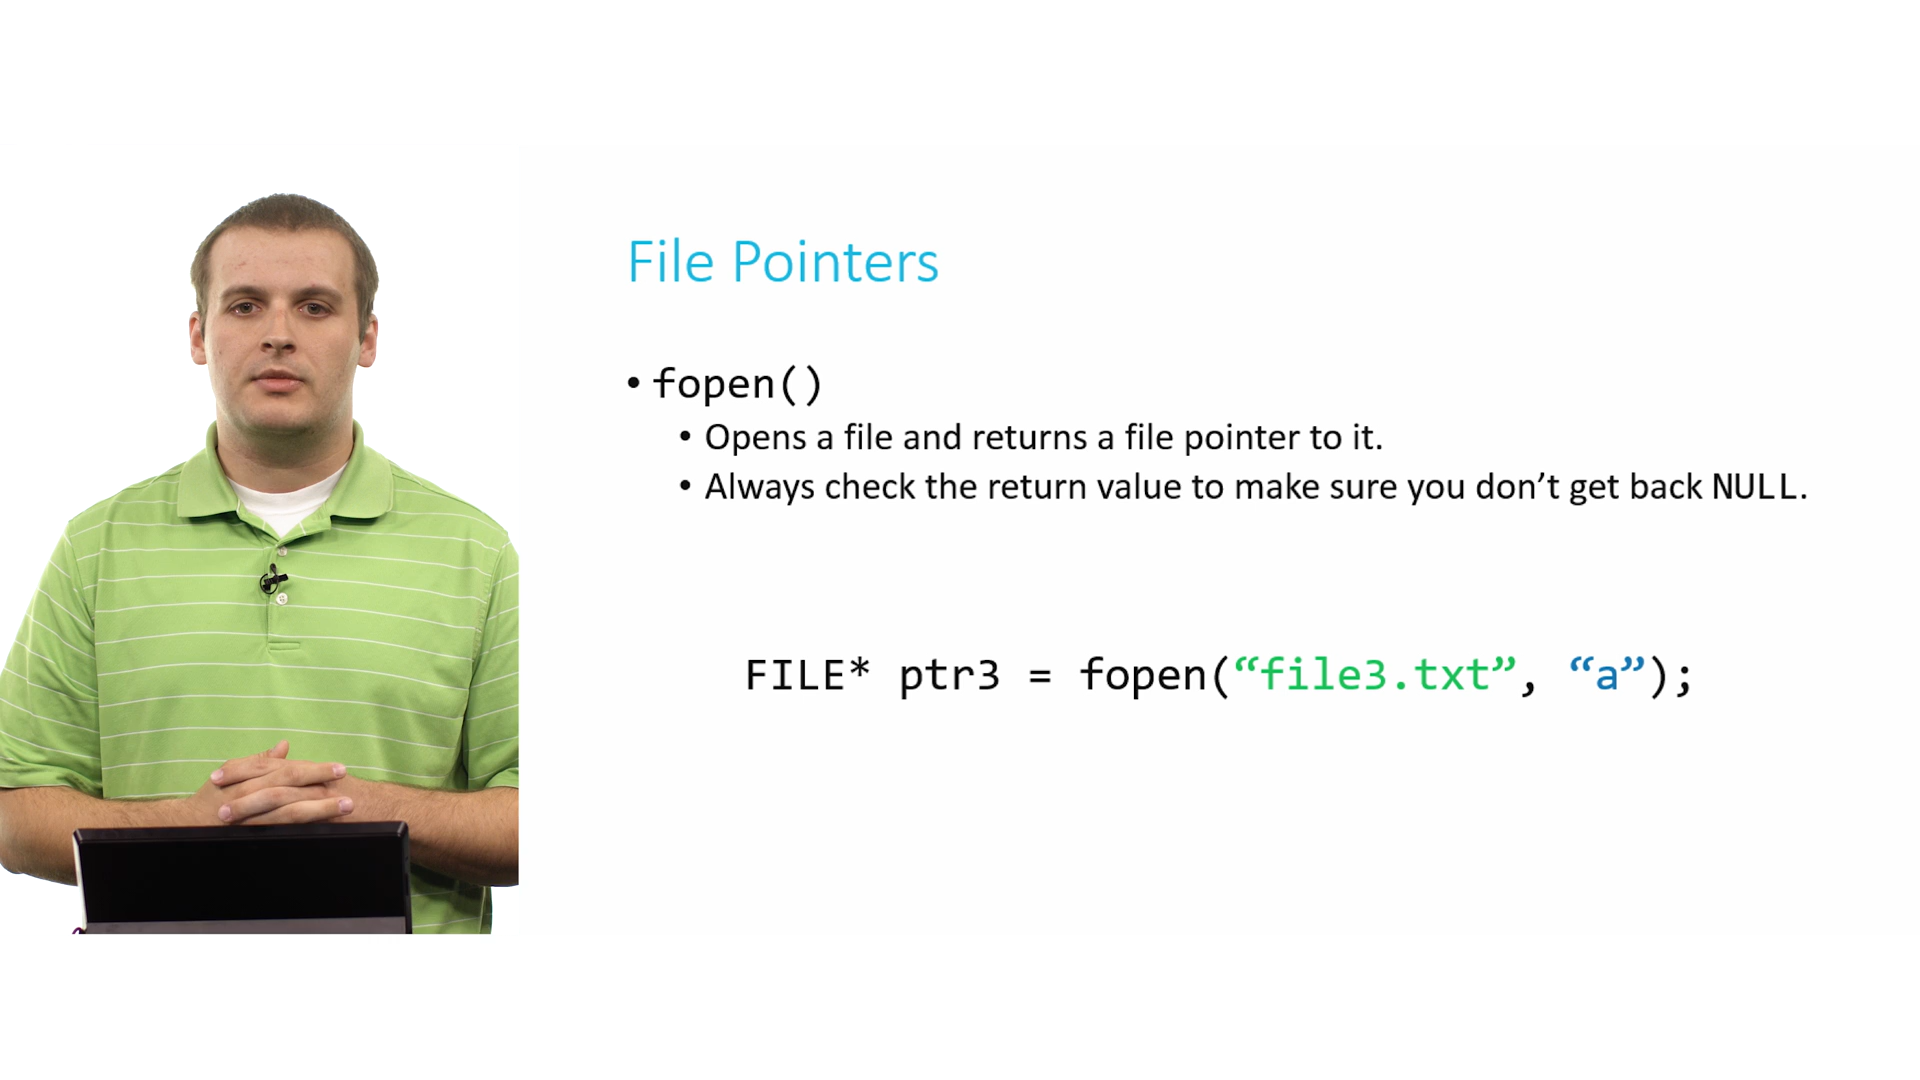 File Pointers
• fopen()
• Opens a file and returns a file pointer to it.
• Always check the return value to make sure you don’t get back NULL.
FILE* ptr3 = fopen(“file3.txt”, “a”);